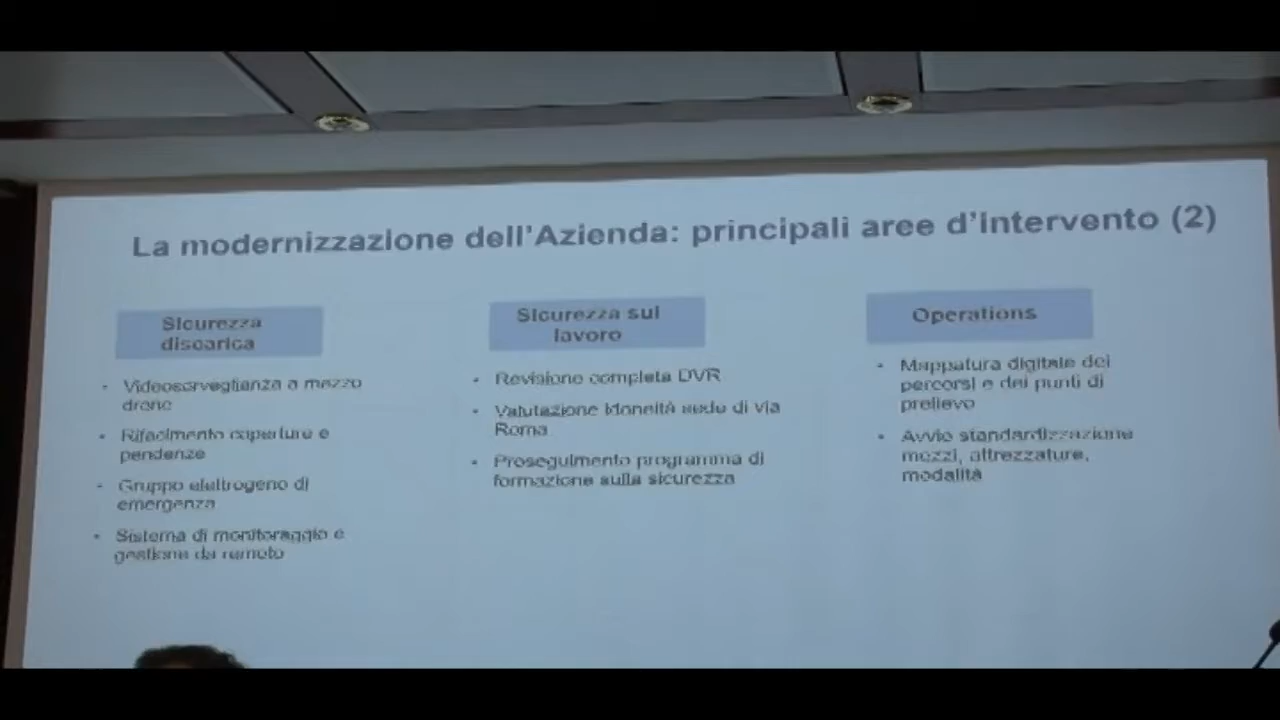 La modernizzazione dell'Azienda: principali aree d'intervento (2)
Sicurezza
discarica
• Videosorveglianza a mezzo
drone
• Rifacimento coperture e
pendenze
• Gruppo elettrogeno di
emergenza
• Sistema di monitoraggio e
gestione da remoto
Sicurezza sul
lavoro
• Revisione completa DVR
• Valutazione idoneità sede di via
Roma
• Proseguimento programma di
formazione sulla sicurezza
Operations
• Mappatura digitale dei
percorsi e dei punti di
prelievo
• Avvio standardizzazione
mezzi, attrezzature,
modalità